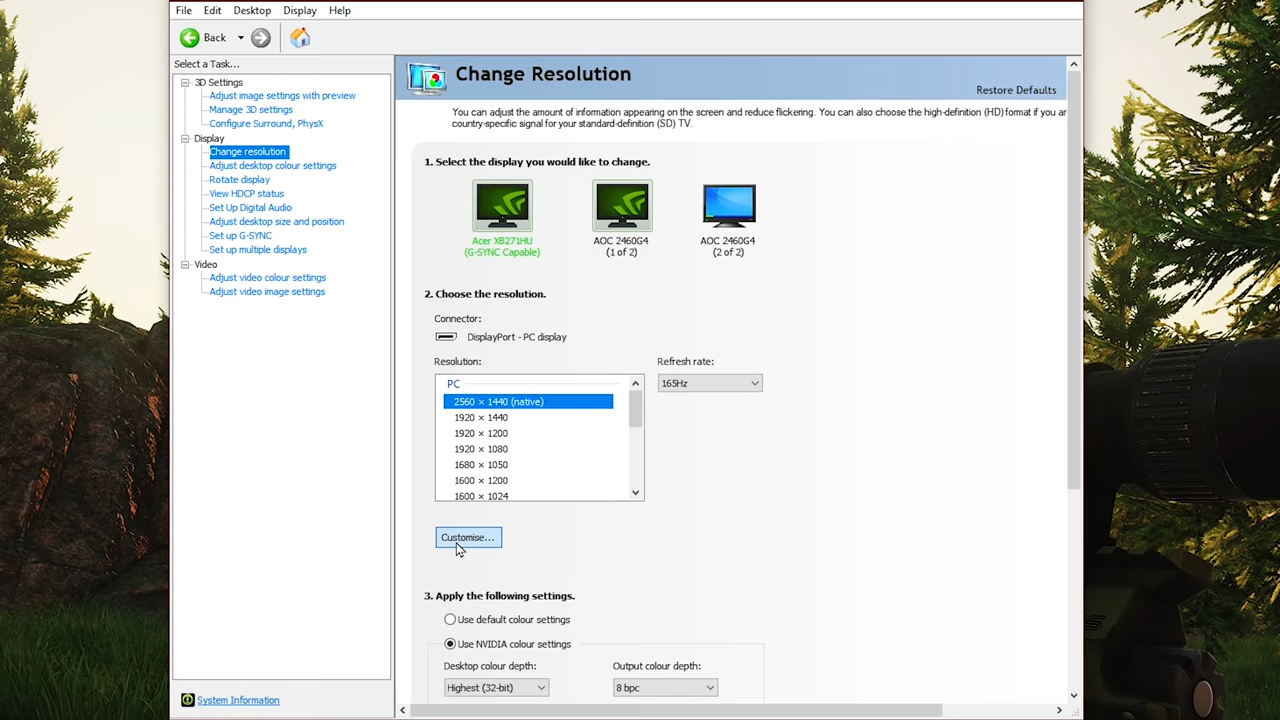 File Edit Desktop Display Help
Back
Select a Task...
3D Settings
Adjust image settings with preview
Manage 3D settings
Configure Surround, PhysX
Display
Change resolution
Adjust desktop colour settings
Rotate display
View HDCP status
Set Up Digital Audio
Adjust desktop size and position
Set up G-SYNC
Set up multiple displays
Video
Adjust video colour settings
Adjust video image settings
System Information
Change Resolution
Restore Defaults
You can adjust the amount of information appearing on the screen and reduce flickering. You can also choose the high-definition (HD) format if you ar
country-specific signal for your standard-definition (SD) TV.
1. Select the display you would like to change.
Acer XB271HU
(G-SYNC Capable)
AOC 2460G4
(1 of 2)
AOC 2460G4
(2 of 2)
2. Choose the resolution.
Connector:
DisplayPort - PC display
Resolution:
Refresh rate:
PC
165Hz
2560 × 1440 (native)
1920 × 1440
1920 × 1200
1920 × 1080
1680 × 1050
1600 × 1200
1600 × 1024
Customise...
3. Apply the following settings.
Use default colour settings
Use NVIDIA colour settings
Desktop colour depth:
Output colour depth:
Highest (32-bit)
8 bpc